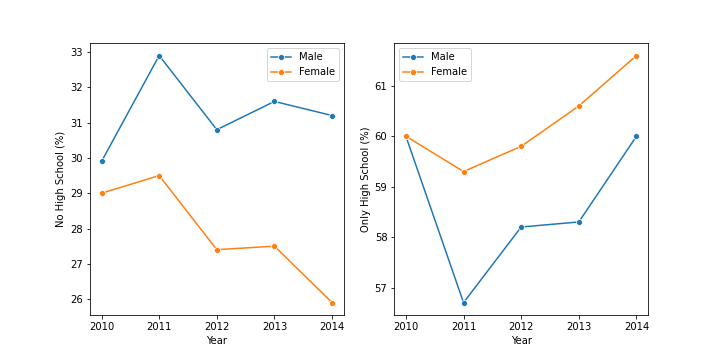 No High School (%)
33
32
31
30
29
28
27
26
2010 2011 2012 2013 2014
Year
Male
Female
Only High School (%)
61
60
59
58
57
2010 2011 2012 2013 2014
Year
Male
Female